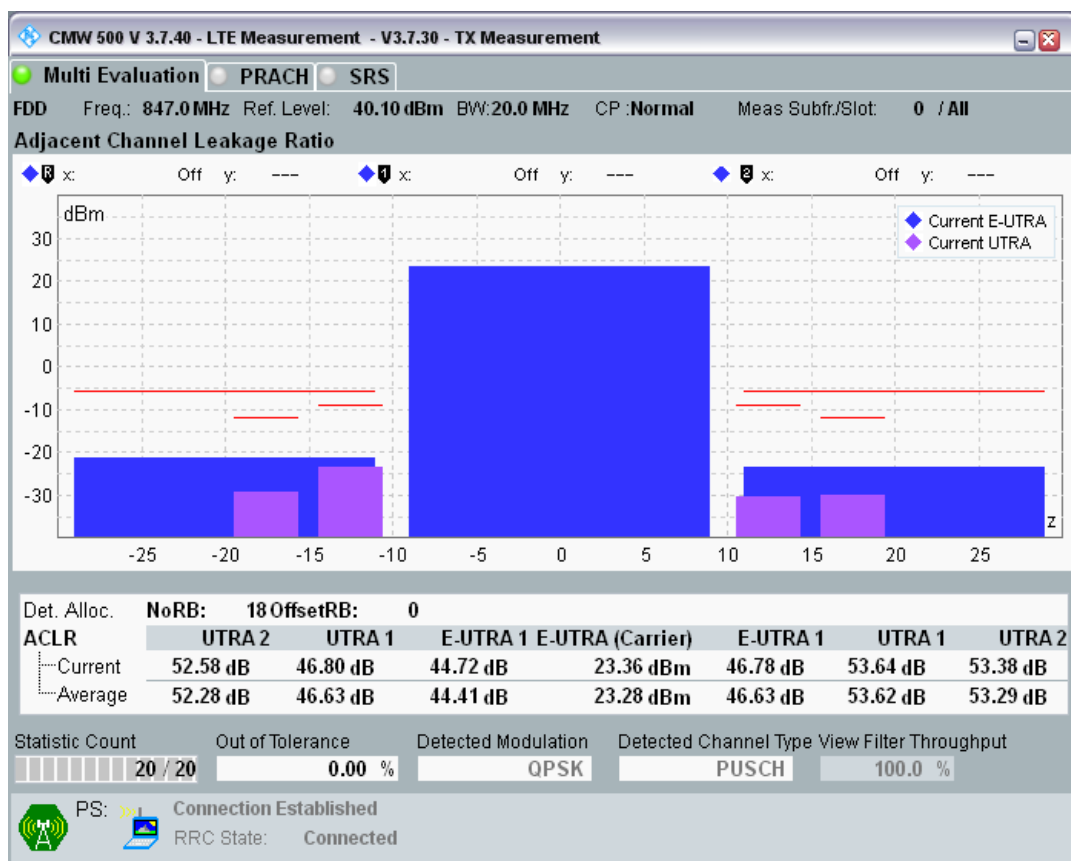 CMW 500 V 3.7.40 - LTE Measurement - V3.7.30 - TX Measurement
Multi Evaluation PRACH SRS
FDD Freq.: 847.0 MHz Ref. Level: 40.10 dBm BW: 20.0 MHz CP : Normal Meas Subfr./Slot: 0 / All
Adjacent Channel Leakage Ratio
R x: Off y: --- 1 x: Off y: --- 2 x: Off y: ---
dBm
Current E-UTRA
Current UTRA
30
20
10
0
-10
-20
-30
z
-25 -20 -15 -10 -5 0 5 10 15 20 25
Det. Alloc. NoRB: 18 OffsetRB: 0
ACLR UTRA 2 UTRA 1 E-UTRA 1 E-UTRA (Carrier) E-UTRA 1 UTRA 1 UTRA 2
Current 52.58 dB 46.80 dB 44.72 dB 23.36 dBm 46.78 dB 53.64 dB 53.38 dB
Average 52.28 dB 46.63 dB 44.41 dB 23.28 dBm 46.63 dB 53.62 dB 53.29 dB
Statistic Count Out of Tolerance Detected Modulation Detected Channel Type View Filter Throughput
20 / 20 0.00 % QPSK PUSCH 100.0 %
PS: Connection Established
RRC State: Connected